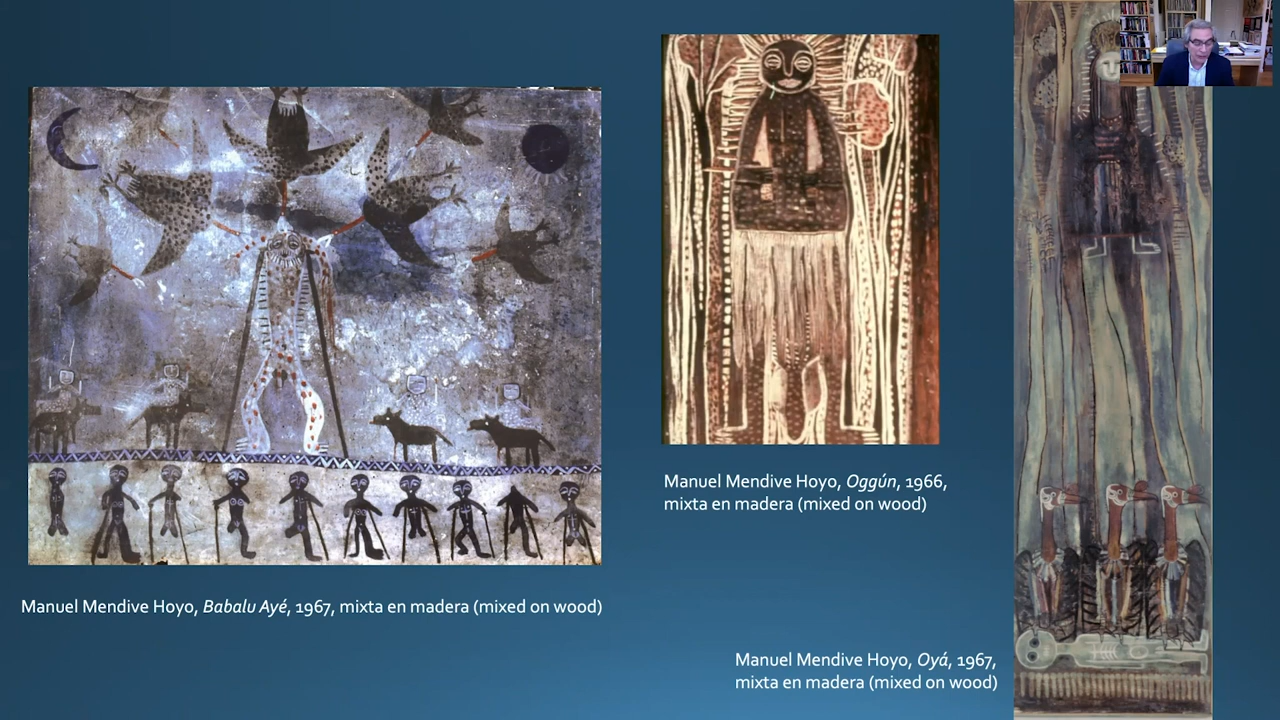 Manuel Mendive Hoyo, Babalu Ayé, 1967, mixta en madera (mixed on wood)
Manuel Mendive Hoyo, Oggún, 1966,
mixta en madera (mixed on wood)
Manuel Mendive Hoyo, Oyá, 1967,
mixta en madera (mixed on wood)